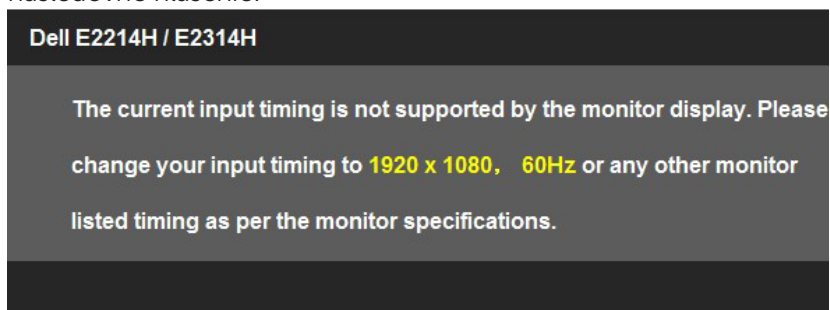 Dell E2214H / E2314H
The current input timing is not supported by the monitor display. Please
change your input timing to 1920 x 1080, 60Hz or any other monitor
listed timing as per the monitor specifications.